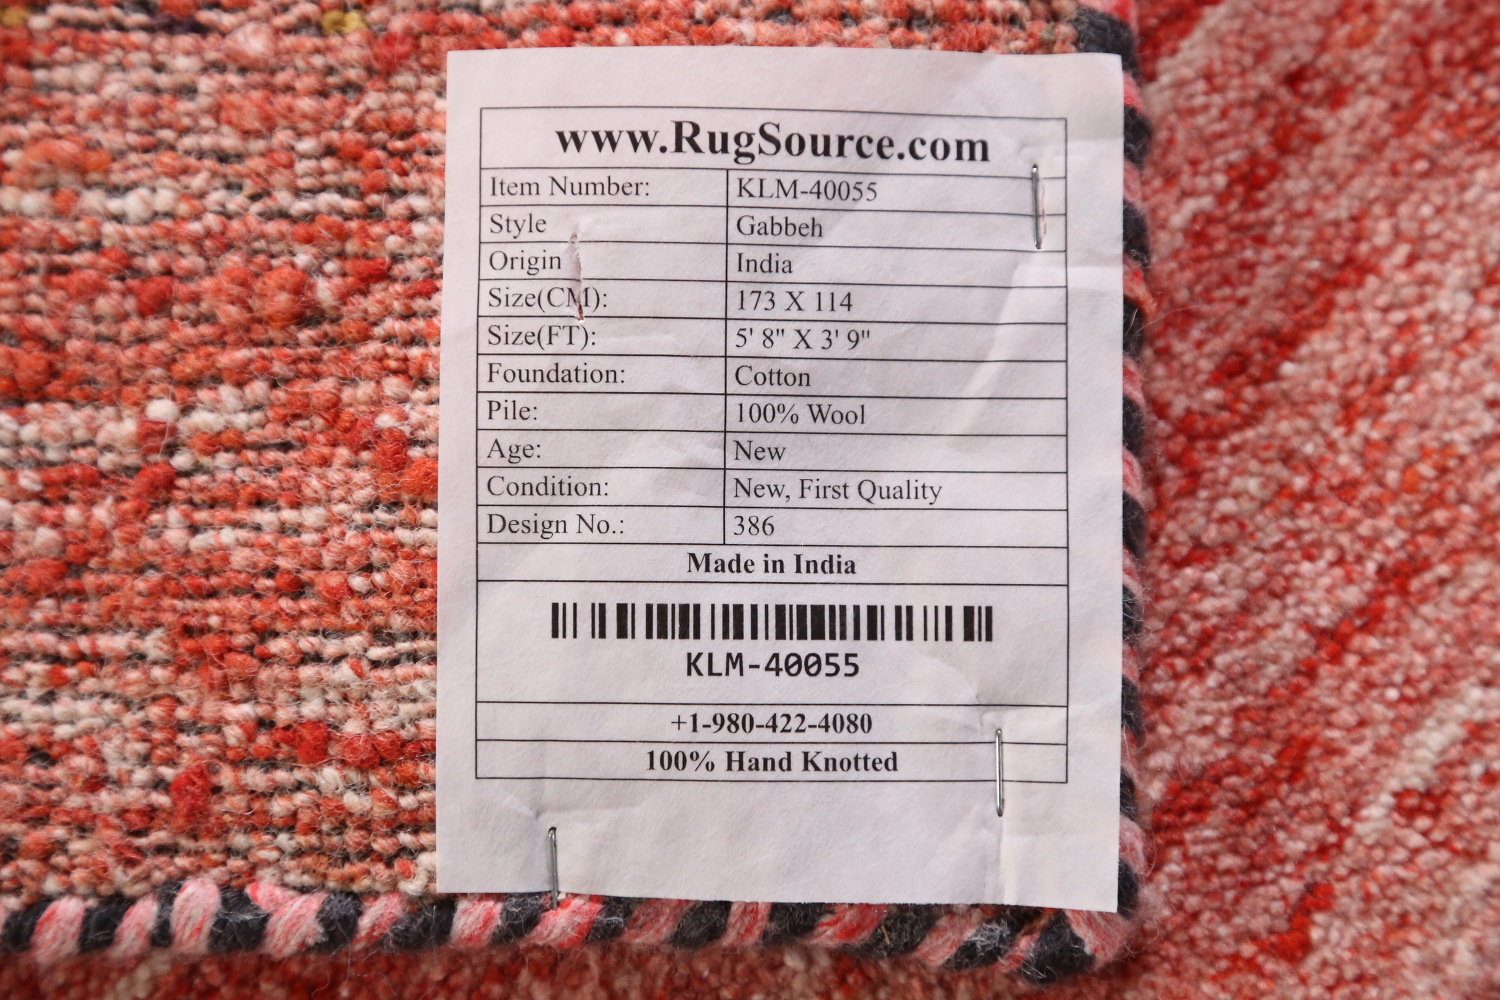 www.RugSource.com
Item Number: KLM-40055
Style Gabbeh
Origin India
Size(CM): 173 X 114
Size(FT): 5' 8" X 3' 9"
Foundation: Cotton
Pile: 100% Wool
Age: New
Condition: New, First Quality
Design No.: 386
Made in India
KLM-40055
+1-980-422-4080
100% Hand Knotted